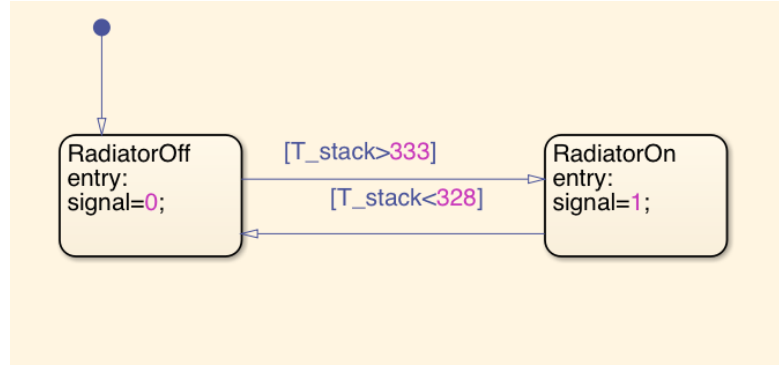 RadiatorOff
entry:
signal=0;
[T_stack>333]
[T_stack<328]
RadiatorOn
entry:
signal=1;